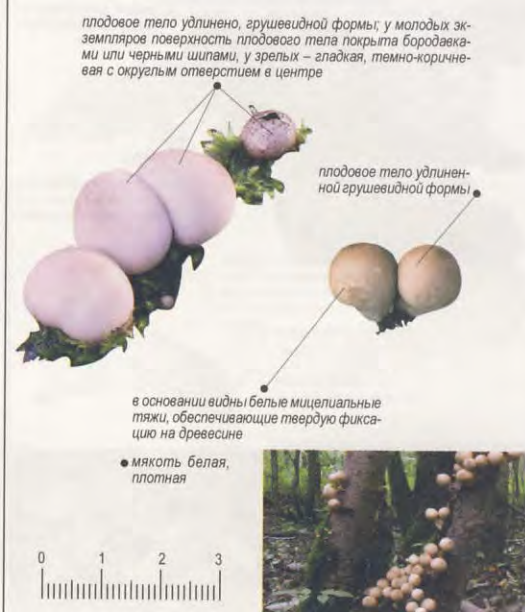 плодовое тело удлинено, грушевидной формы; у молодых эк-
земпляров поверхность плодового тела покрыта бородавка-
ми или черными шипами, у зрелых – гладкая, темно-коричне-
вая с округлым отверстием в центре
плодовое тело удлинен-
ной грушевидной формы
в основании видны белые мицелиальные
тяжи, обеспечивающие твердую фикса-
цию на древесине
мякоть белая,
плотная
0 1 2 3